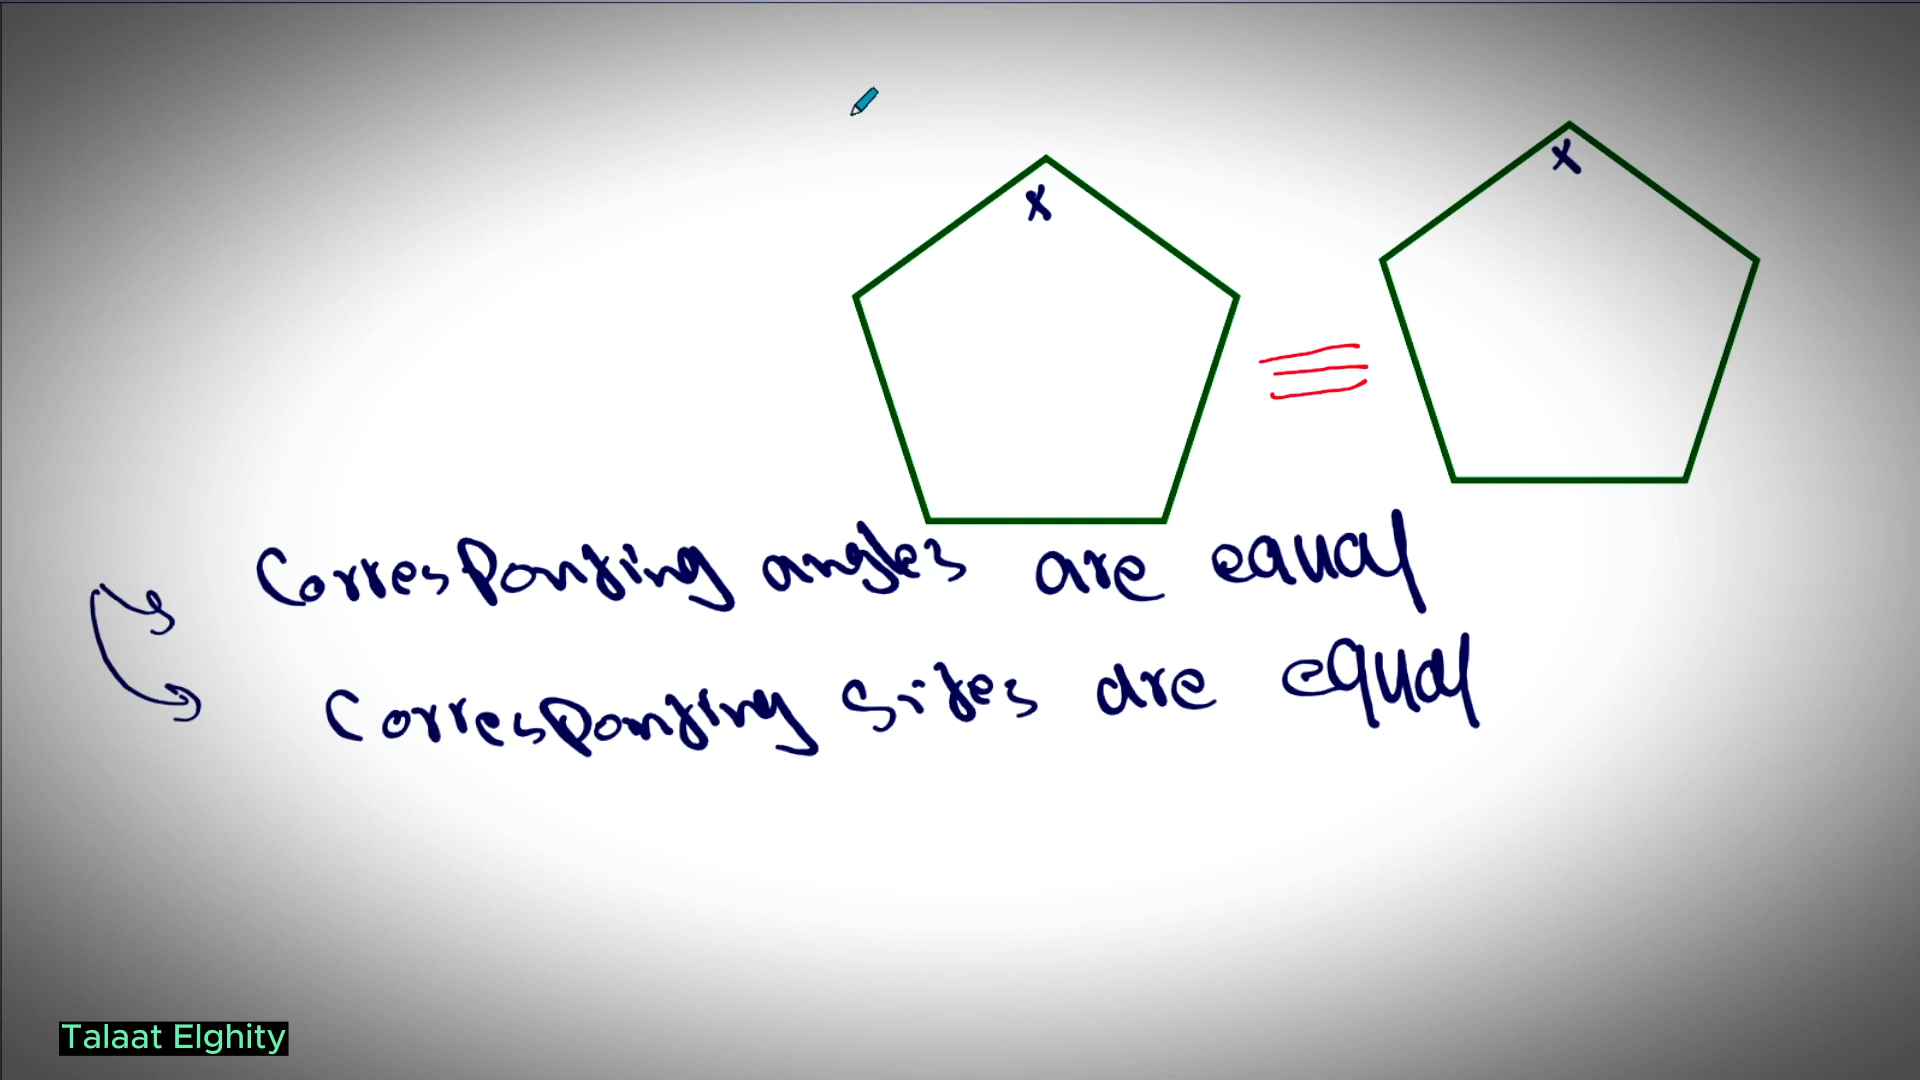 x
x
Corresponding angles are equal
Corresponding sides are equal
Talaat Elghity